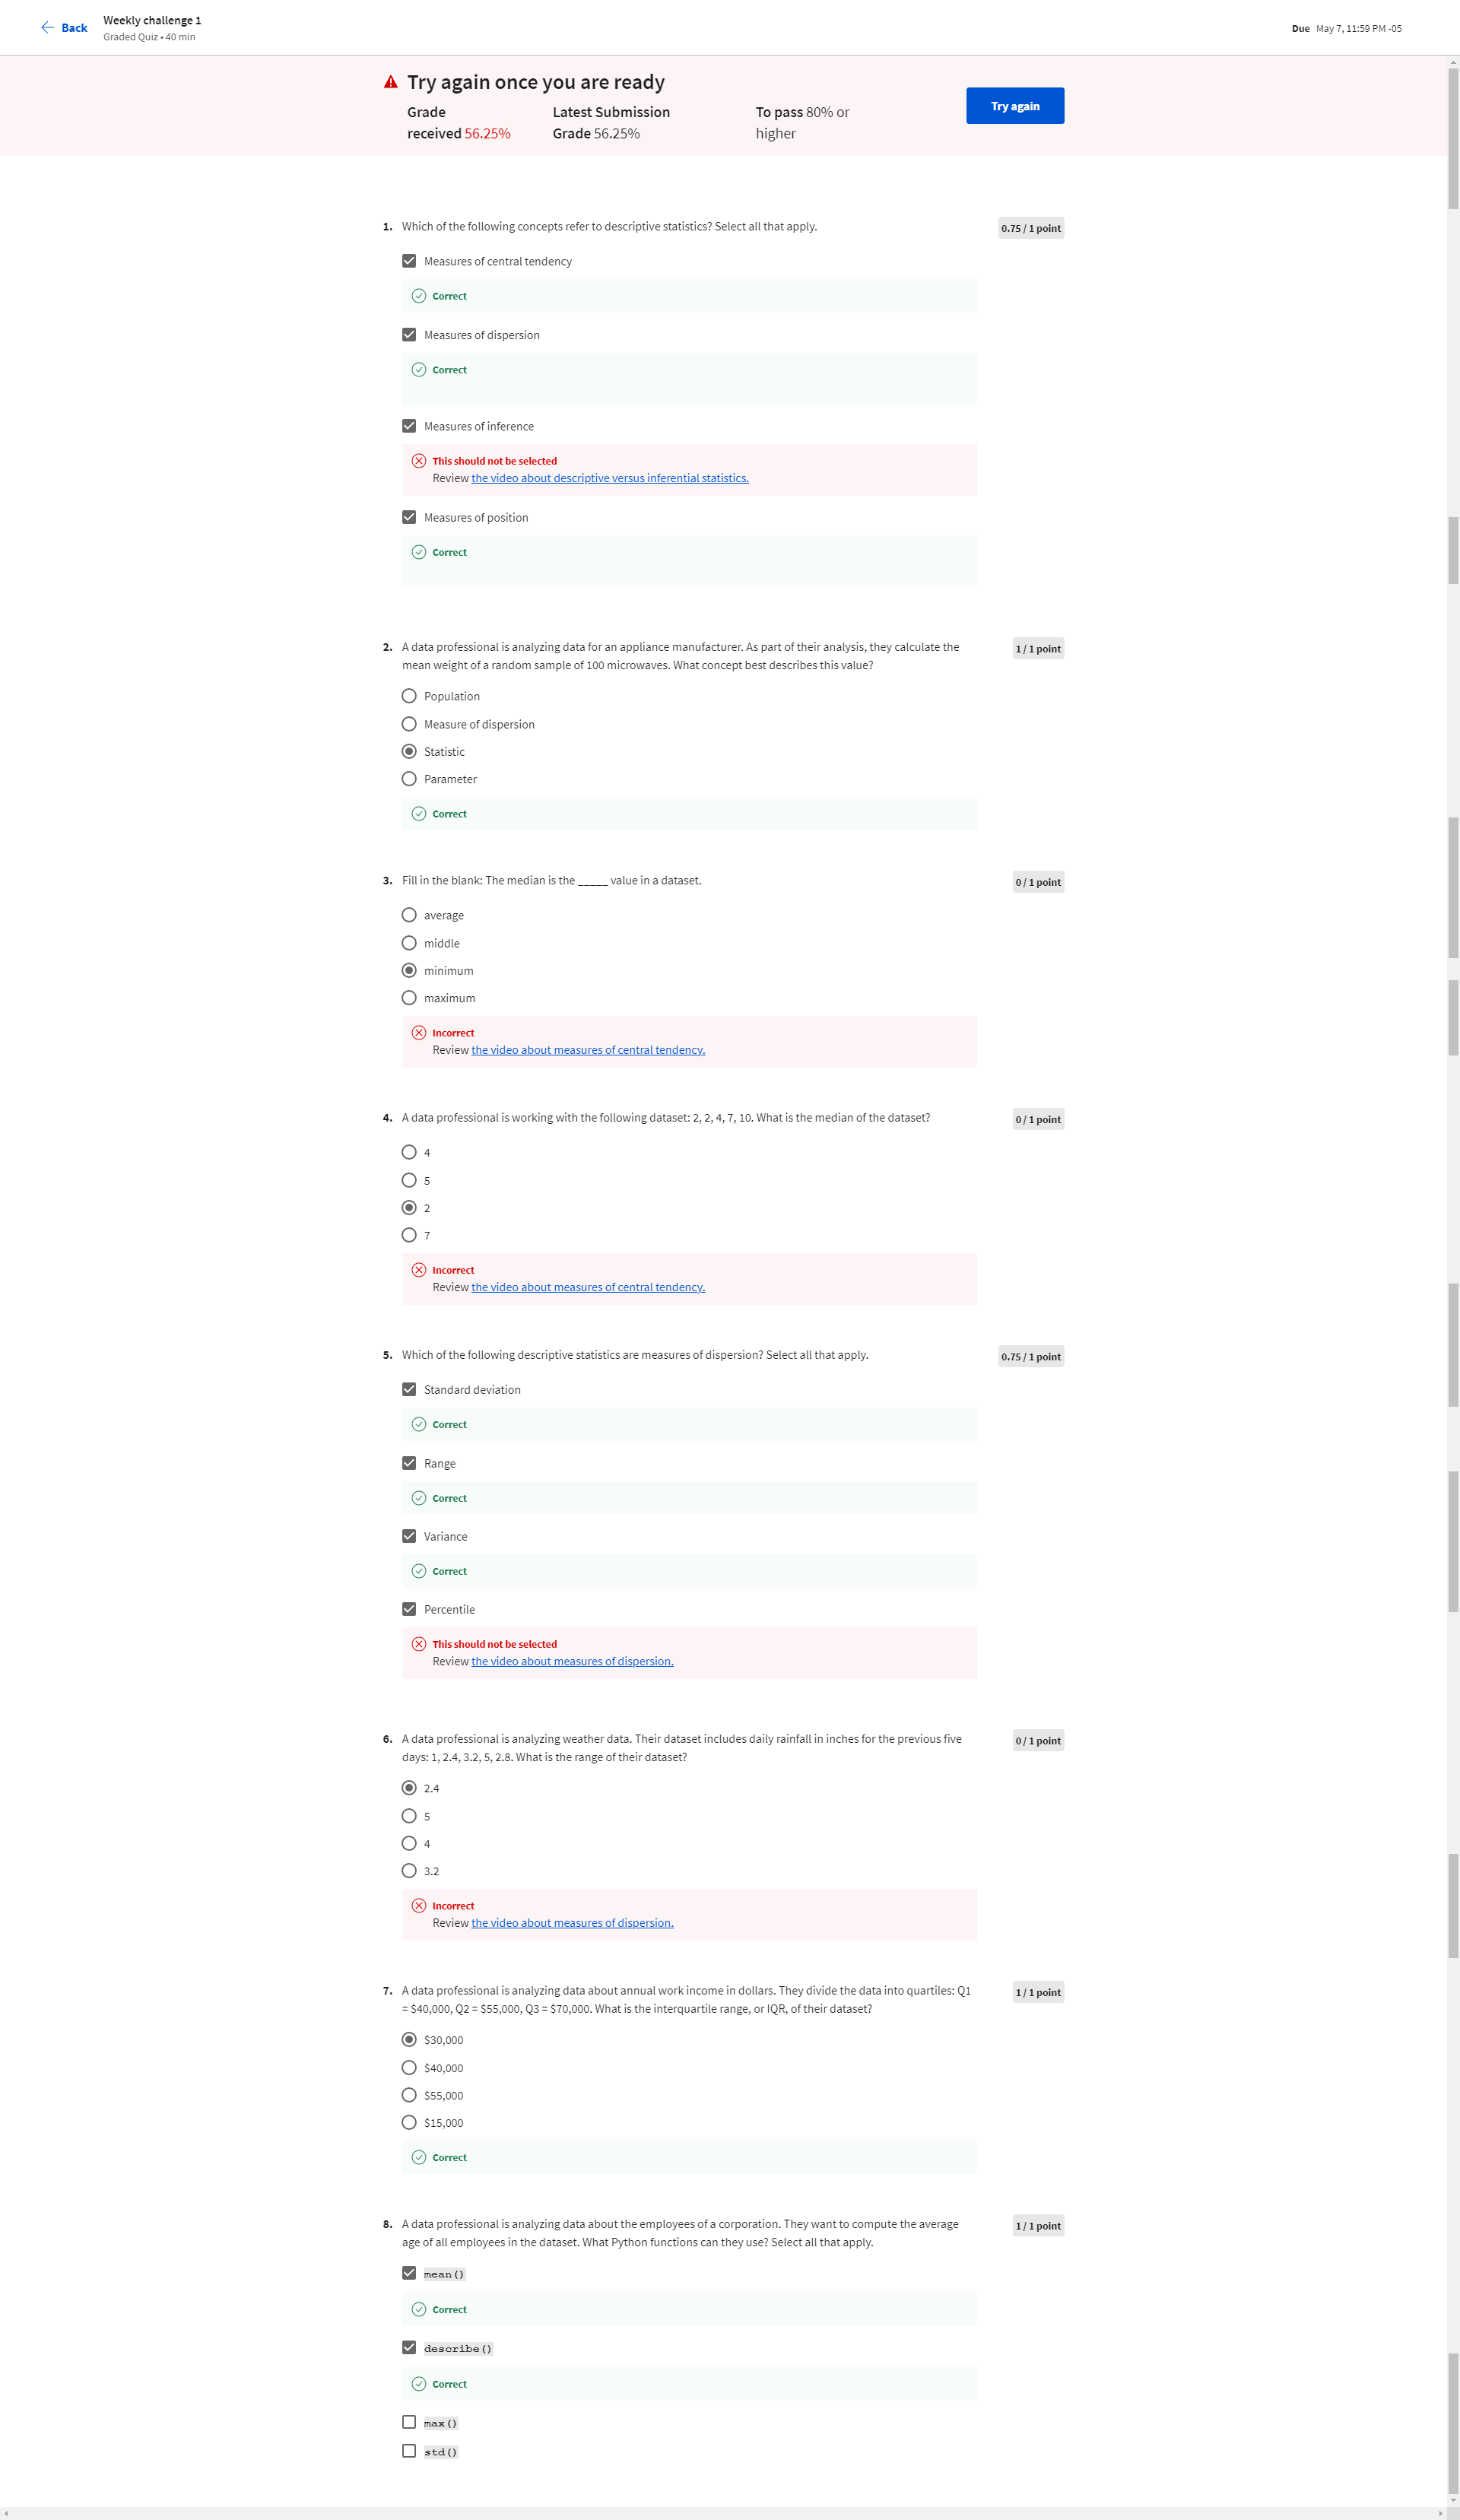 Back
Weekly challenge 1
Graded Quiz • 40 min
Due May 7, 11:59 PM -05
Try again once you are ready
Grade
received 56.25%
Latest Submission
Grade 56.25%
To pass 80% or
higher
Try again
1. Which of the following concepts refer to descriptive statistics? Select all that apply.
0.75 / 1 point
Measures of central tendency
Correct
Measures of dispersion
Correct
Measures of inference
This should not be selected
Review the video about descriptive versus inferential statistics.
Measures of position
Correct
2. A data professional is analyzing data for an appliance manufacturer. As part of their analysis, they calculate the
mean weight of a random sample of 100 microwaves. What concept best describes this value?
1 / 1 point
Population
Measure of dispersion
Statistic
Parameter
Correct
3. Fill in the blank: The median is the _____ value in a dataset.
0 / 1 point
average
middle
minimum
maximum
Incorrect
Review the video about measures of central tendency.
4. A data professional is working with the following dataset: 2, 2, 4, 7, 10. What is the median of the dataset?
0 / 1 point
4
5
2
7
Incorrect
Review the video about measures of central tendency.
5. Which of the following descriptive statistics are measures of dispersion? Select all that apply.
0.75 / 1 point
Standard deviation
Correct
Range
Correct
Variance
Correct
Percentile
This should not be selected
Review the video about measures of dispersion.
6. A data professional is analyzing weather data. Their dataset includes daily rainfall in inches for the previous five
days: 1, 2.4, 3.2, 5, 2.8. What is the range of their dataset?
0 / 1 point
2.4
5
4
3.2
Incorrect
Review the video about measures of dispersion.
7. A data professional is analyzing data about annual work income in dollars. They divide the data into quartiles: Q1
= $40,000, Q2 = $55,000, Q3 = $70,000. What is the interquartile range, or IQR, of their dataset?
1 / 1 point
$30,000
$40,000
$55,000
$15,000
Correct
8. A data professional is analyzing data about the employees of a corporation. They want to compute the average
age of all employees in the dataset. What Python functions can they use? Select all that apply.
1 / 1 point
mean()
Correct
describe()
Correct
max()
std()